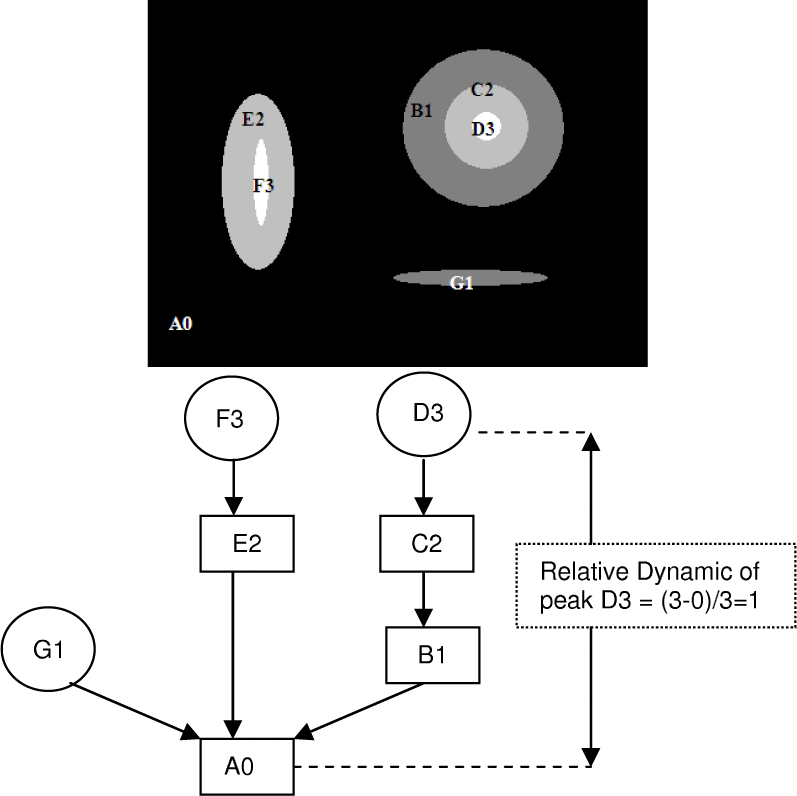 C2
B1
E2
D3
F3
G1
A0
F3
D3
E2
C2
Relative Dynamic of
peak D3 = (3-0)/3=1
G1
B1
A0